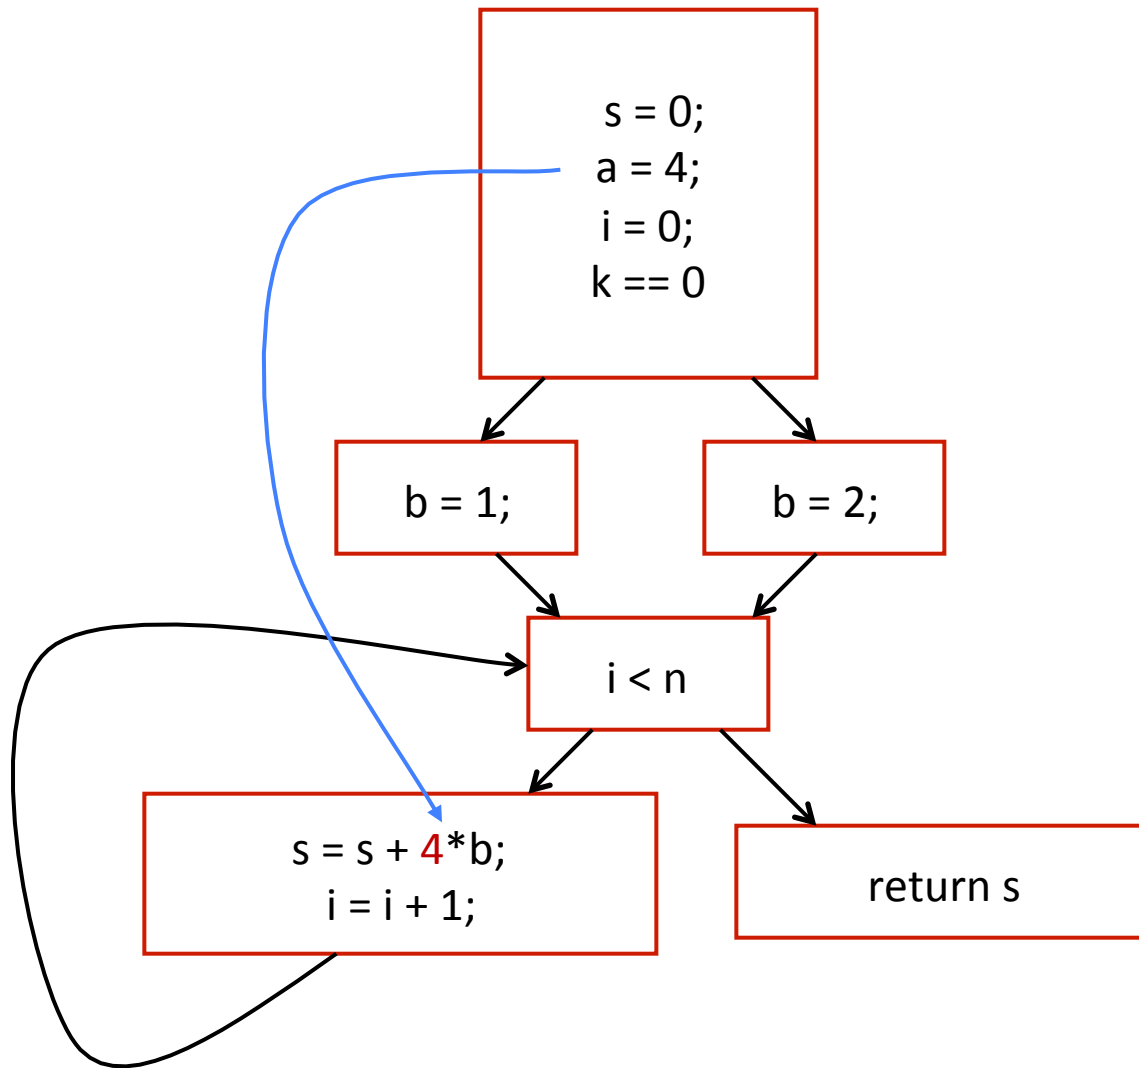 s = 0;
a = 4;
i = 0;
k == 0
b = 1;
b = 2;
i < n
s = s + 4*b;
i = i + 1;
return s